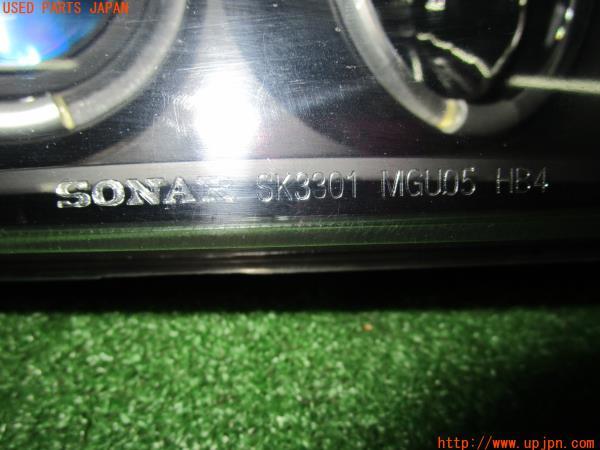 USED PARTS JAPAN
SONAR SK3301 MGU05 HB4
http://www.upjpn.com/